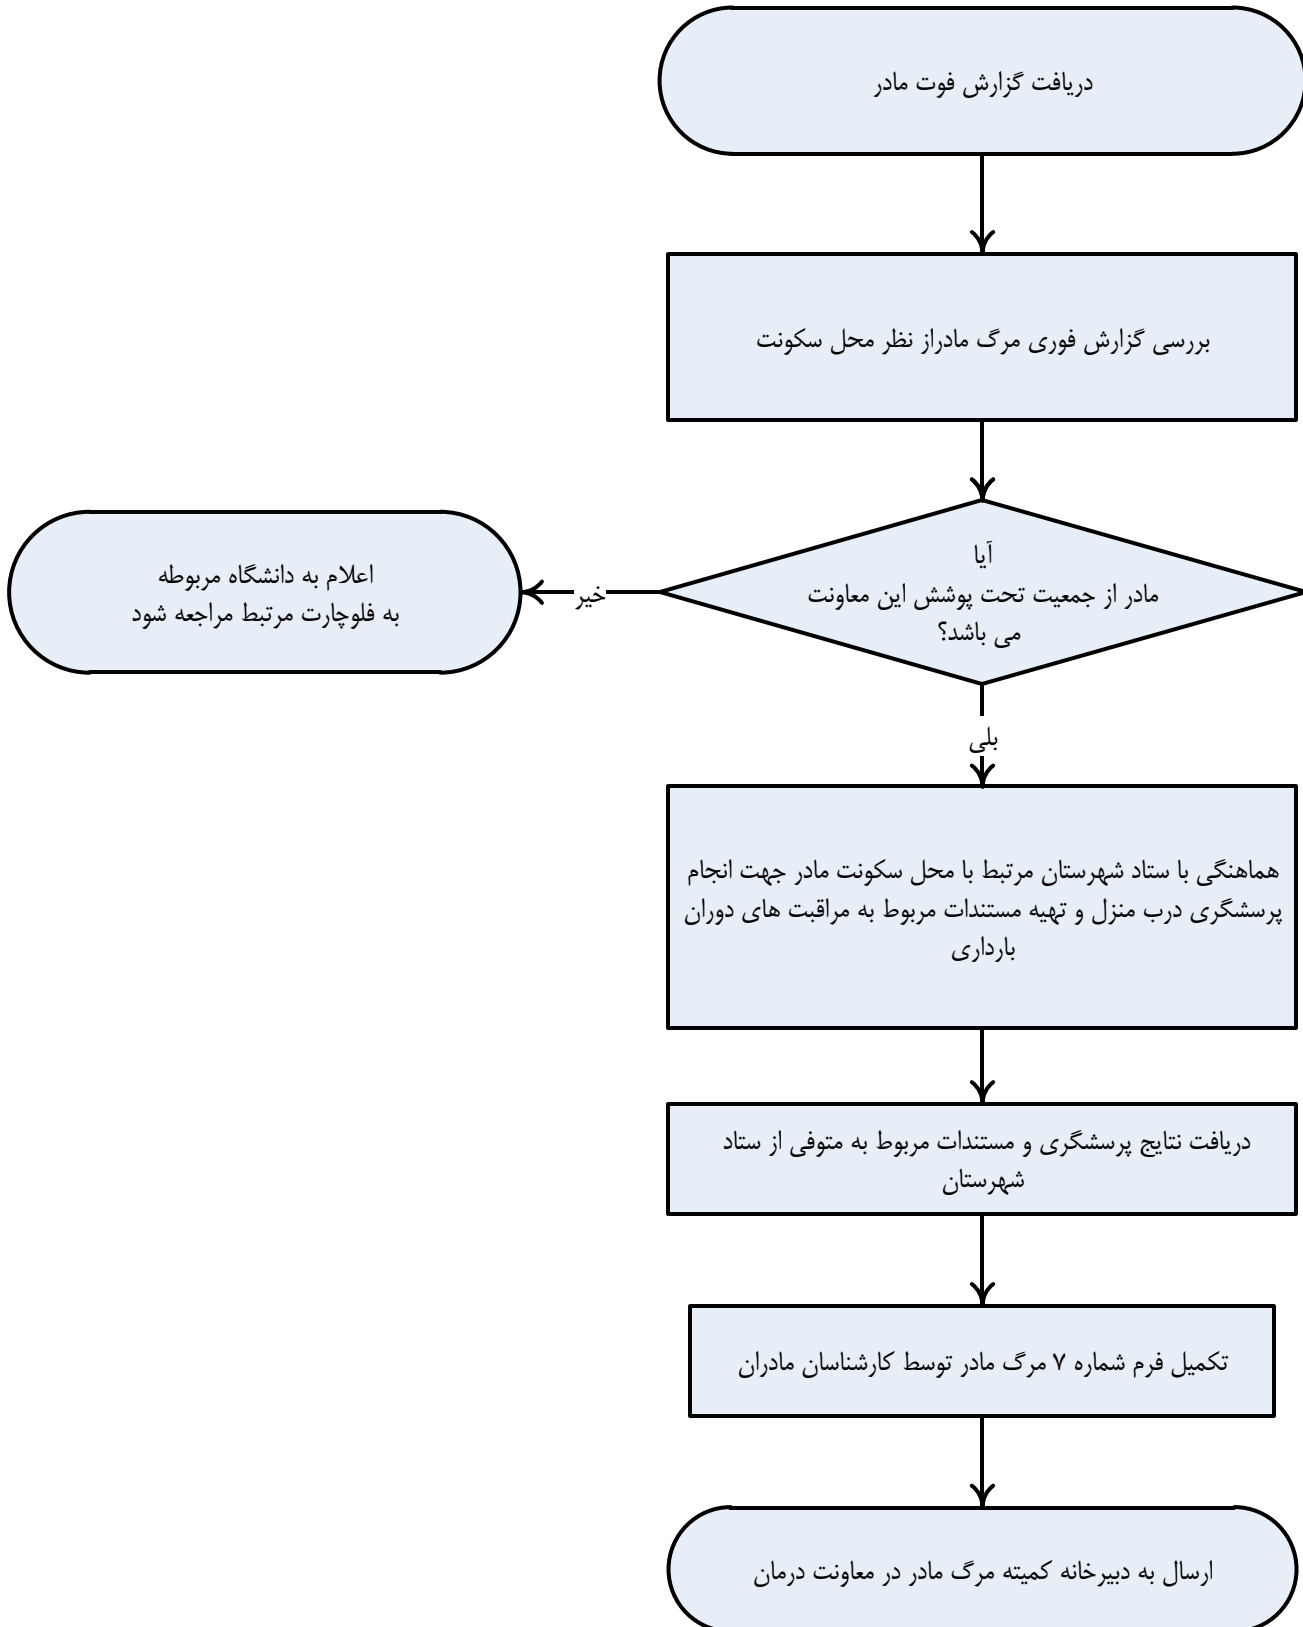 دریافت گزارش فوت مادر
بررسی گزارش فوری مرگ مادراز نظر محل سکونت
آیا
مادر از جمعیت تحت پوشش این معاونت
می باشد؟
خیر
اعلام به دانشگاه مربوطه
به فلوچارت مرتبط مراجعه شود
بلی
هماهنگی با ستاد شهرستان مرتبط با محل سکونت مادر جهت انجام
پرسشگری درب منزل و تهیه مستندات مربوط به مراقبت های دوران
بارداری
دریافت نتایج پرسشگری و مستندات مربوط به متوفی از ستاد
شهرستان
تکمیل فرم شماره ۷ مرگ مادر توسط کارشناسان مادران
ارسال به دبیرخانه کمیته مرگ مادر در معاونت درمان